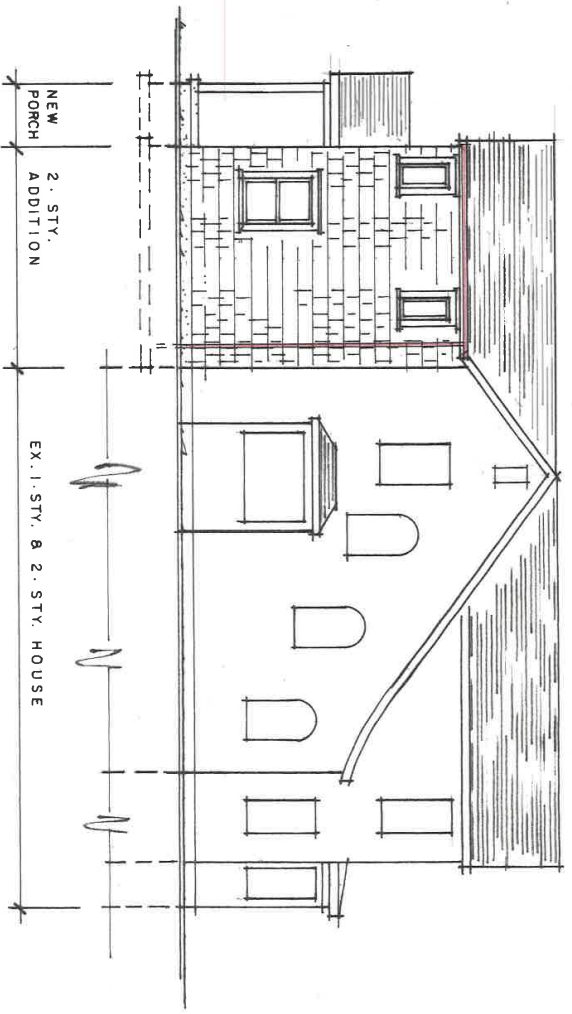 NEW
PORCH
2. STY.
ADDITION
EX. 1. STY. & 2. STY. HOUSE